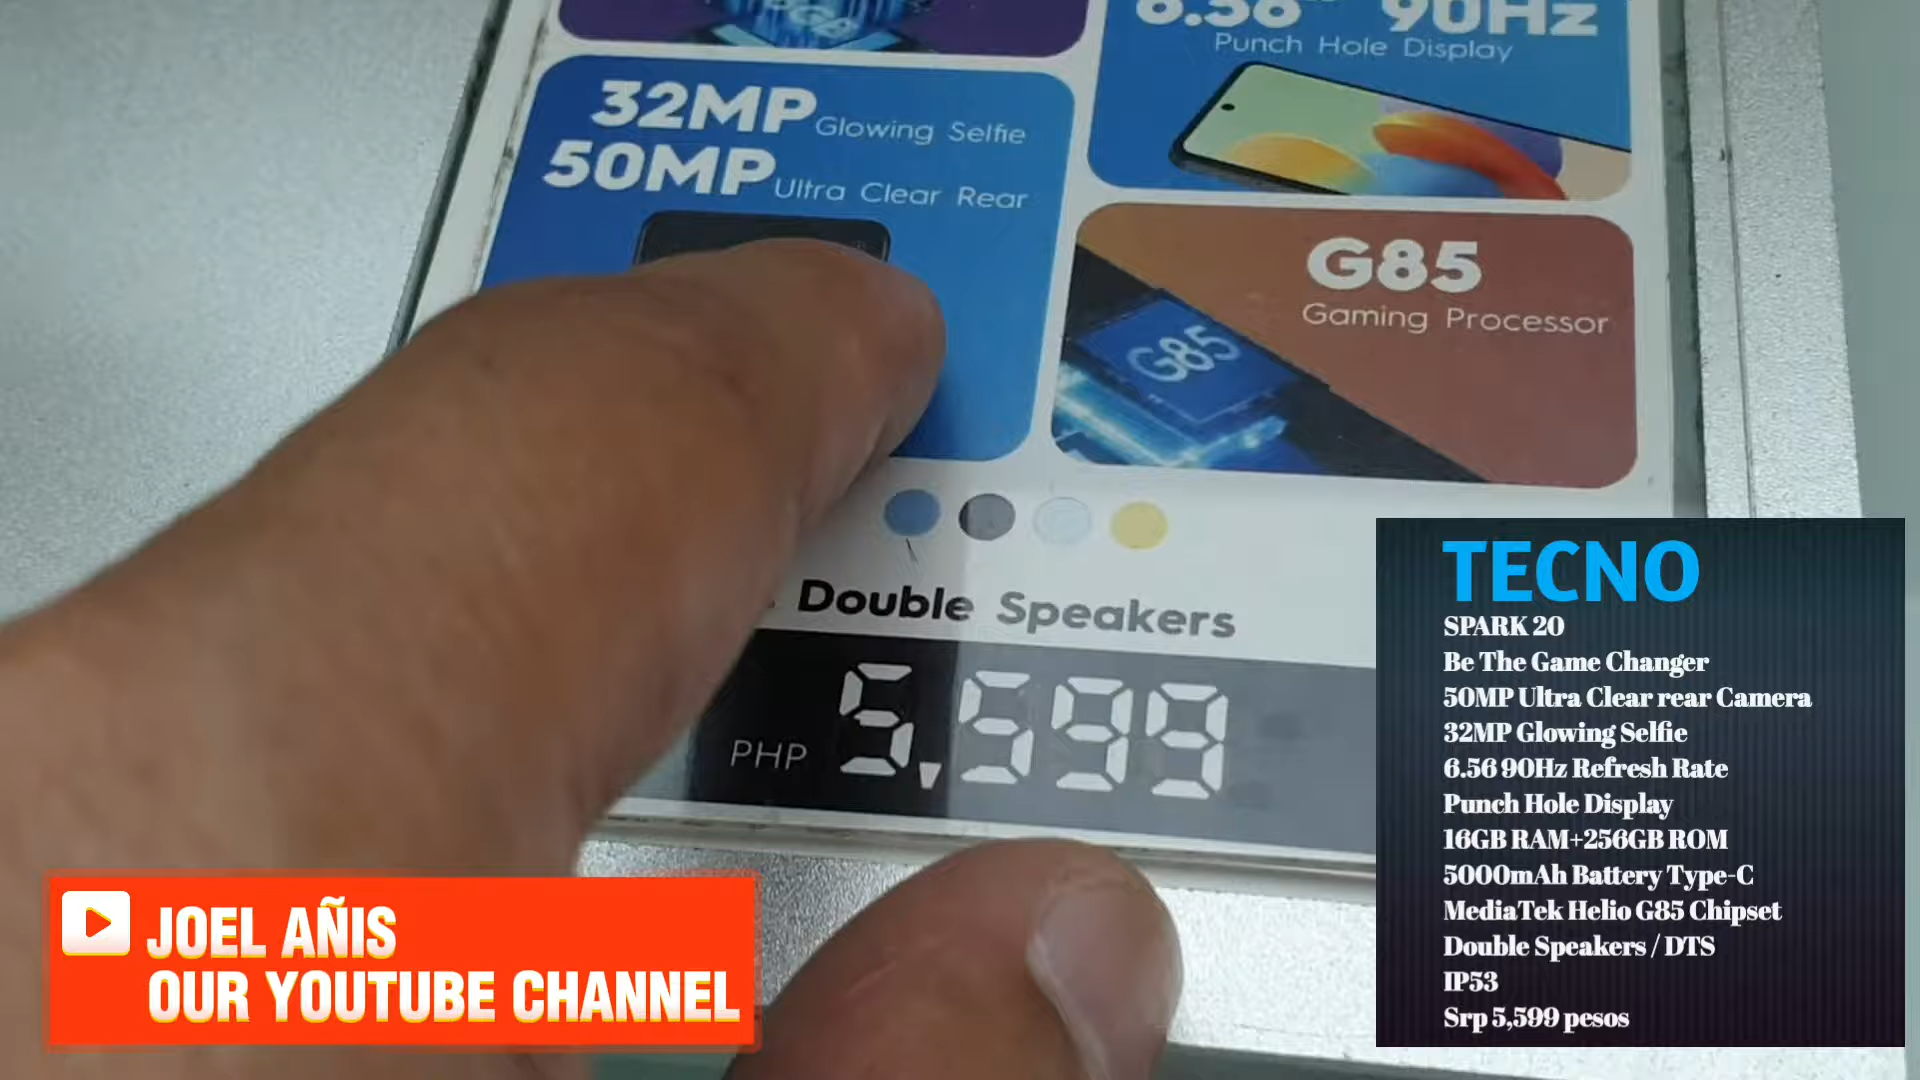 6.56" 90Hz
Punch Hole Display
32MP Glowing Selfie
50MP Ultra Clear Rear
G85
Gaming Processor
G85
Double Speakers
PHP 5,599
TECNO
SPARK 20
Be The Game Changer
50MP Ultra Clear rear Camera
32MP Glowing Selfie
6.56 90Hz Refresh Rate
Punch Hole Display
16GB RAM+256GB ROM
5000mAh Battery Type-C
MediaTek Helio G85 Chipset
Double Speakers / DTS
IP53
Srp 5,599 pesos
JOEL AÑIS
OUR YOUTUBE CHANNEL